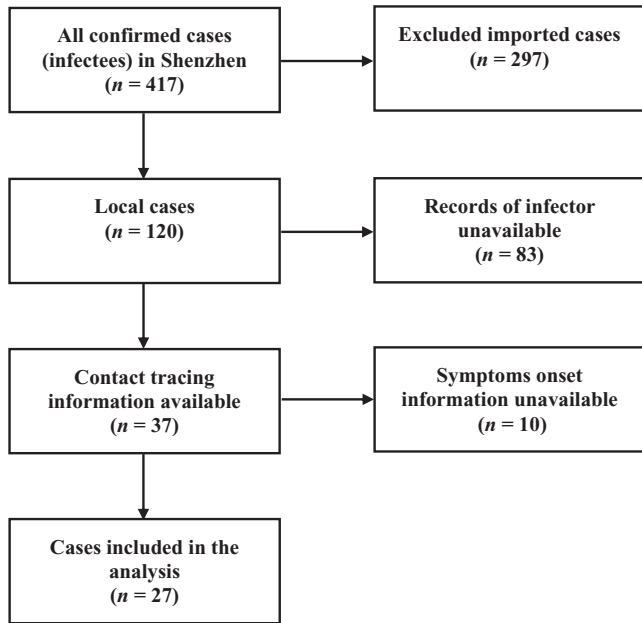 All confirmed cases
(infectees) in Shenzhen
(n = 417)
Excluded imported cases
(n = 297)
Local cases
(n = 120)
Records of infector
unavailable
(n = 83)
Contact tracing
information available
(n = 37)
Symptoms onset
information unavailable
(n = 10)
Cases included in the
analysis
(n = 27)